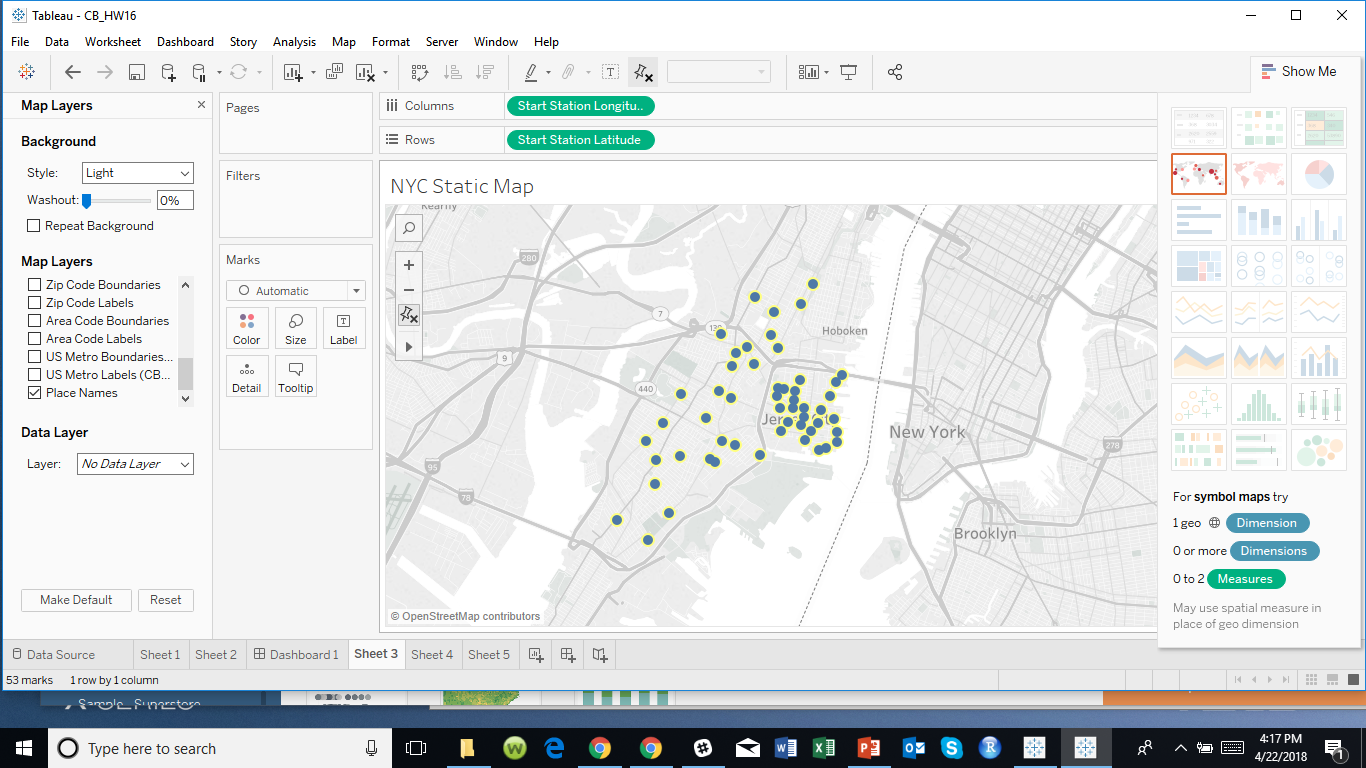 Tableau - CB_HW16
File Data Worksheet Dashboard Story Analysis Map Format Server Window Help
Show Me
Map Layers
Background
Style: Light
Washout: 0%
Repeat Background
Map Layers
Zip Code Boundaries
Zip Code Labels
Area Code Boundaries
Area Code Labels
US Metro Boundaries...
US Metro Labels (CB...
Place Names
Data Layer
Layer: No Data Layer
Make Default Reset
Pages
Filters
Marks
Automatic
Color Size Label
Detail Tooltip
Columns Start Station Longitu..
Rows Start Station Latitude
NYC Static Map
Kearny
280
7
139
Hoboken
9
440
New York
95
78
278
Brooklyn
© OpenStreetMap contributors
For symbol maps try
1 geo Dimension
0 or more Dimensions
0 to 2 Measures
May use spatial measure in
place of geo dimension
Data Source Sheet 1 Sheet 2 Dashboard 1 Sheet 3 Sheet 4 Sheet 5
53 marks 1 row by 1 column
Sample - Superstore
Type here to search
4:17 PM
4/22/2018
1